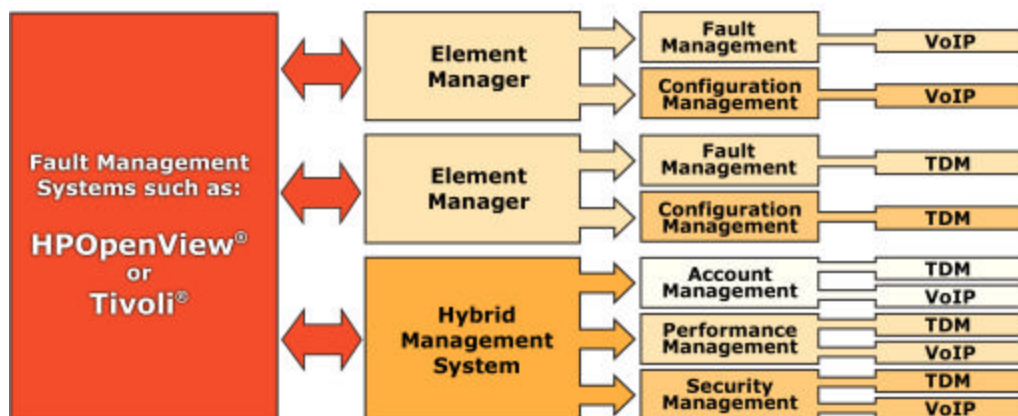 Fault Management
Systems such as:
HPOpenView®
or
Tivoli®
Element
Manager
Fault
Management
VoIP
Configuration
Management
VoIP
Element
Manager
Fault
Management
TDM
Configuration
Management
TDM
Hybrid
Management
System
Account
Management
TDM
VoIP
Performance
Management
TDM
VoIP
Security
Management
TDM
VoIP